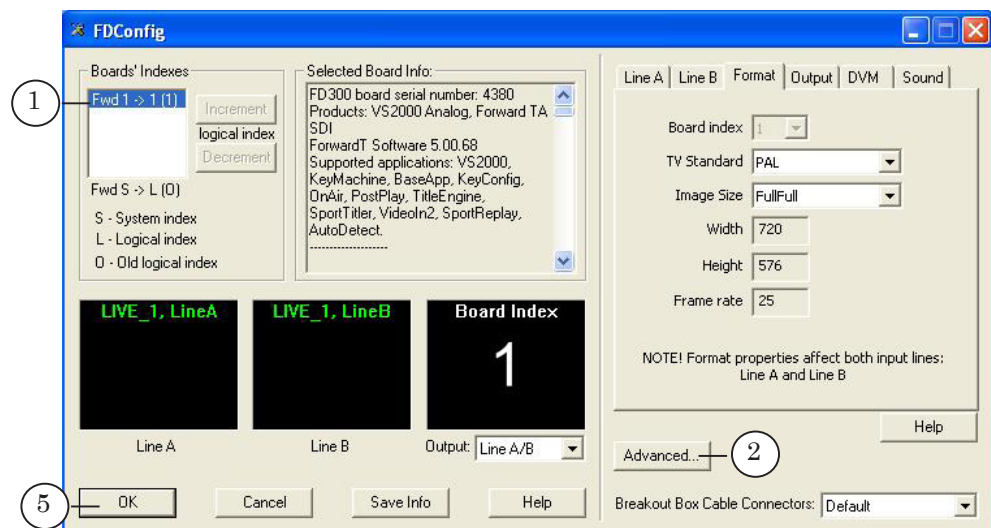 FDConfig
Boards' Indexes
1
Fwd 1 -> 1 (1)
Increment
logical index
Decrement
Fwd S -> L (O)
S - System index
L - Logical index
O - Old logical index
Selected Board Info:
FD300 board serial number: 4380
Products: VS2000 Analog, Forward TA
SDI
ForwardT Software 5.00.68
Supported applications: VS2000,
KeyMachine, BaseApp, KeyConfig,
OnAir, PostPlay, TitleEngine,
SportTitler, VideoIn2, SportReplay,
AutoDetect.
--------------------
LIVE_1, LineA
LIVE_1, LineB
Board Index
1
Line A
Line B
Output: Line A/B
5
OK
Cancel
Save Info
Help
Line A
Line B
Format
Output
DVM
Sound
Board index 1
TV Standard PAL
Image Size FullFull
Width 720
Height 576
Frame rate 25
NOTE! Format properties affect both input lines:
Line A and Line B
Help
Advanced...
2
Breakout Box Cable Connectors: Default